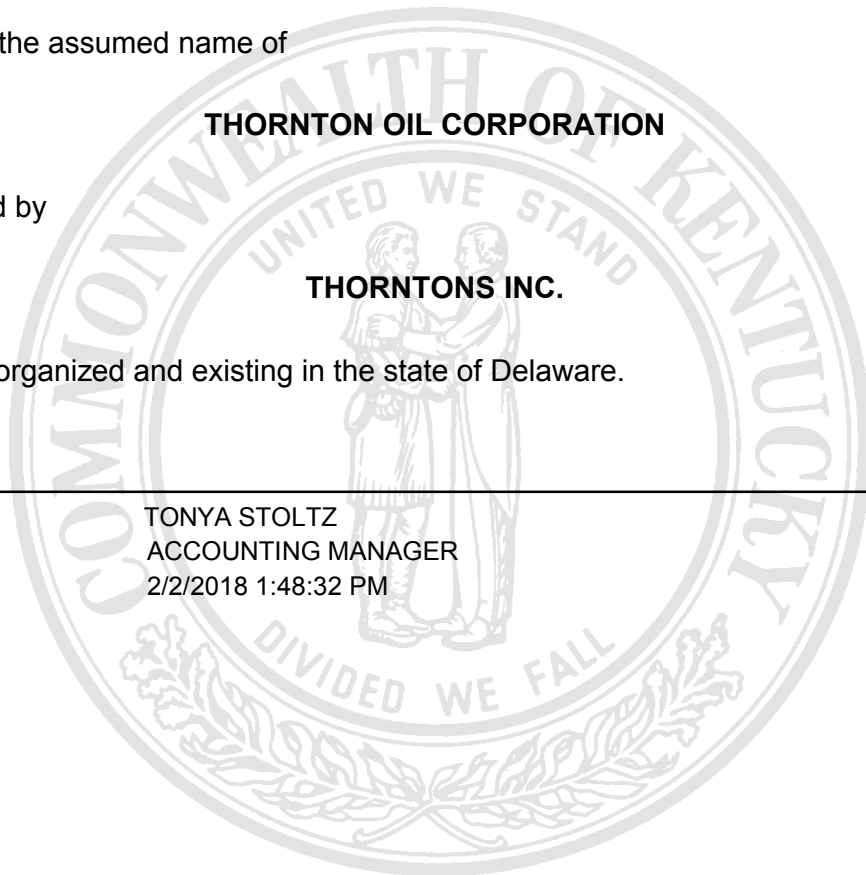 the assumed name of
THORNTON OIL CORPORATION
d by
THORNTONS INC.
organized and existing in the state of Delaware.
TONYA STOLTZ
ACCOUNTING MANAGER
2/2/2018 1:48:32 PM
COMMONWEALTH OF KENTUCKY
UNITED WE STAND
DIVIDED WE FALL